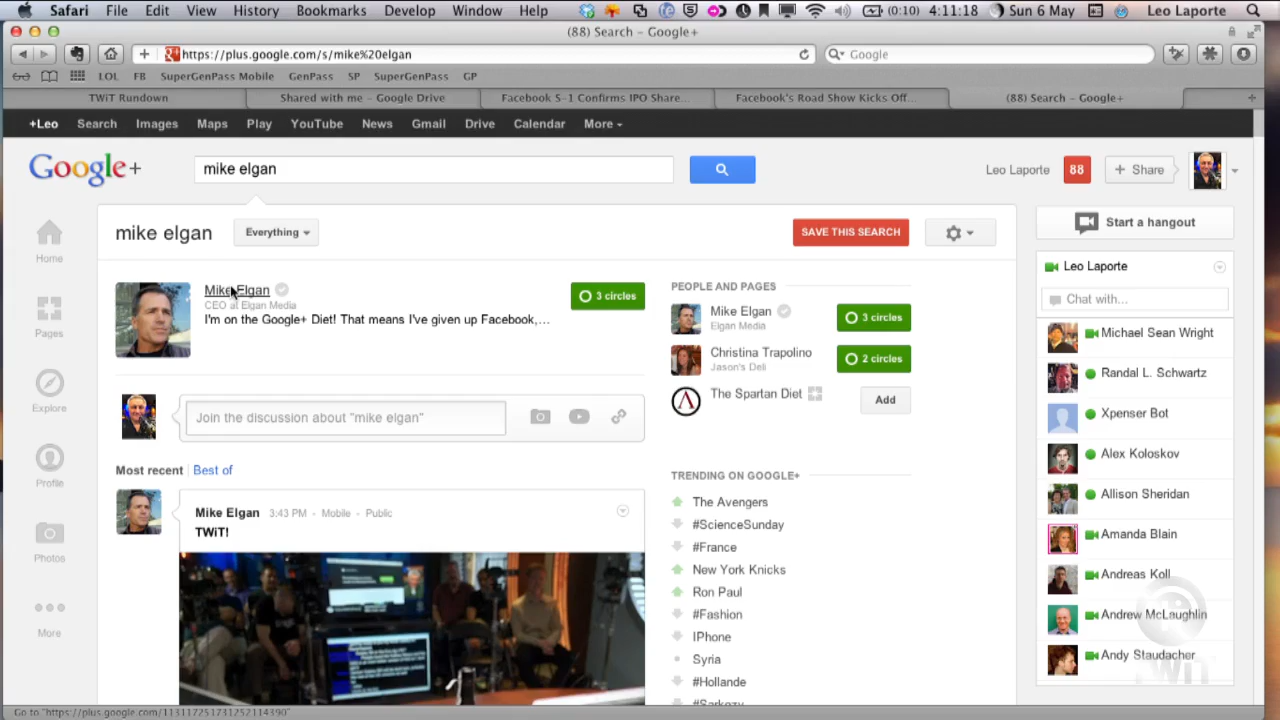 Safari File Edit View History Bookmarks Develop Window Help (0:10) 4:11:18 Sun 6 May Leo Laporte
(88) Search - Google+
https://plus.google.com/s/mike%20elgan Google
LOL FB SuperGenPass Mobile GenPass SP SuperGenPass GP
TWiT Rundown Shared with me - Google Drive Facebook S-1 Confirms IPO Share... Facebook's Road Show Kicks Off... (88) Search - Google+
+Leo Search Images Maps Play YouTube News Gmail Drive Calendar More
Google+ mike elgan Leo Laporte 88 + Share
mike elgan Everything SAVE THIS SEARCH
Home
Pages
Explore
Profile
Photos
More
Mike Elgan
CEO at Elgan Media
I'm on the Google+ Diet! That means I've given up Facebook,...
3 circles
Join the discussion about "mike elgan"
Most recent Best of
Mike Elgan 3:43 PM - Mobile - Public
TWiT!
PEOPLE AND PAGES
Mike Elgan
Elgan Media
3 circles
Christina Trapolino
Jason's Deli
2 circles
The Spartan Diet
Add
TRENDING ON GOOGLE+
The Avengers
#ScienceSunday
#France
New York Knicks
Ron Paul
#Fashion
IPhone
Syria
#Hollande
#Sarkozy
Start a hangout
Leo Laporte
Chat with...
Michael Sean Wright
Randal L. Schwartz
Xpenser Bot
Alex Koloskov
Allison Sheridan
Amanda Blain
Andreas Koll
Andrew McLaughlin
Andy Staudacher
TWiT
Go to "https://plus.google.com/113117251731252114390"